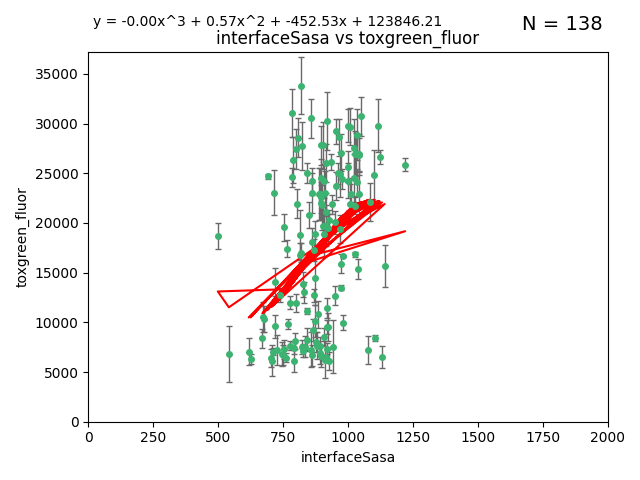 y = -0.00x^3 + 0.57x^2 + -452.53x + 123846.21
N = 138
interfaceSasa vs toxgreen_fluor
35000
30000
25000
20000
15000
10000
5000
0
toxgreen_fluor
0 250 500 750 1000 1250 1500 1750 2000
interfaceSasa